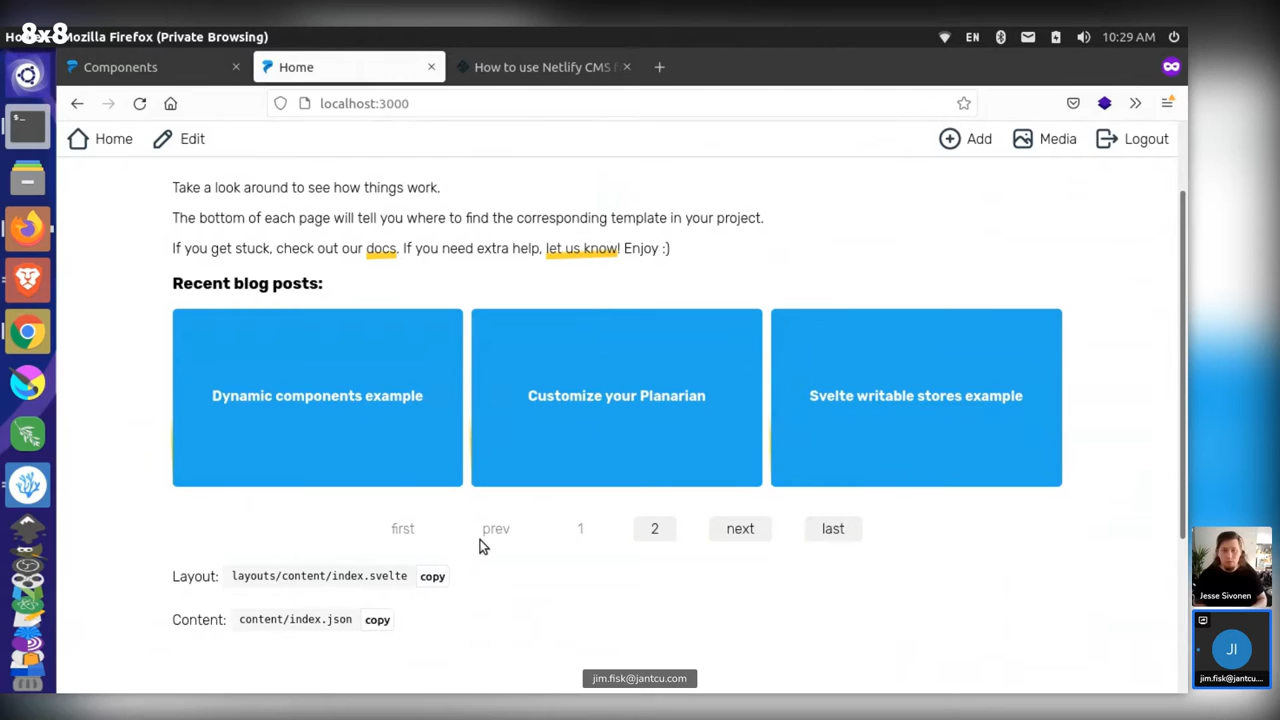 8x8
Mozilla Firefox (Private Browsing)
EN
10:29 AM
Components
Home
How to use Netlify CMS
localhost:3000
Home
Edit
Add
Media
Logout
Take a look around to see how things work.
The bottom of each page will tell you where to find the corresponding template in your project.
If you get stuck, check out our docs. If you need extra help, let us know! Enjoy :)
Recent blog posts:
Dynamic components example
Customize your Planarian
Svelte writable stores example
first
prev
1
2
next
last
Layout: layouts/content/index.svelte copy
Content: content/index.json copy
Jesse Sivonen
JI
jim.fisk@jantcu....
jim.fisk@jantcu.com